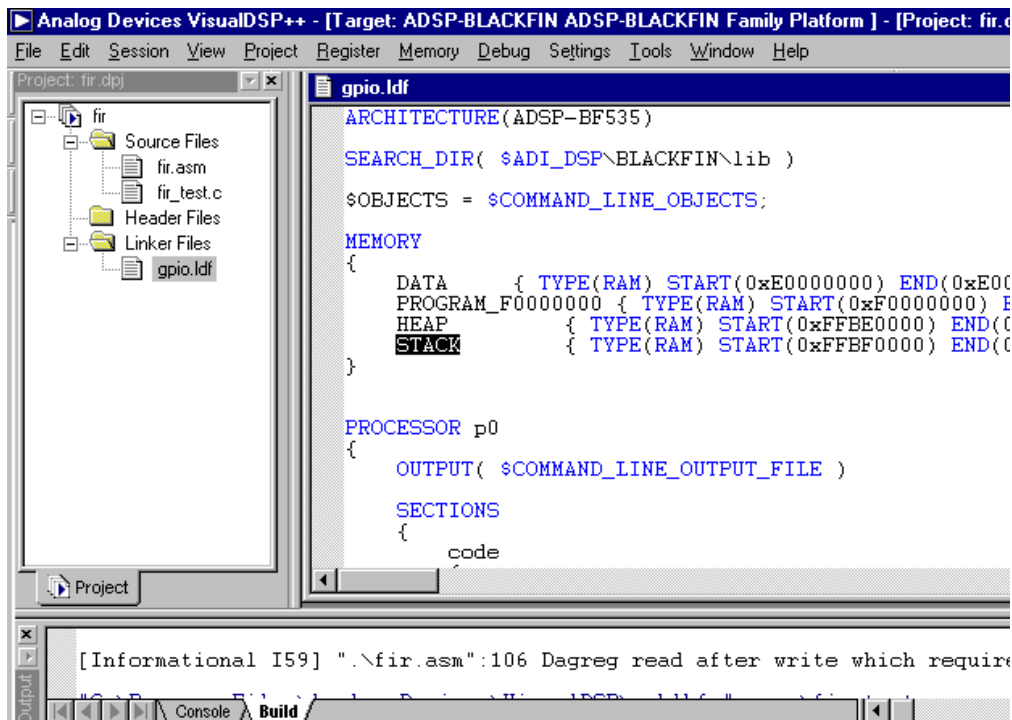 Analog Devices VisualDSP++ - [Target: ADSP-BLACKFIN ADSP-BLACKFIN Family Platform ] - [Project: fir.
File Edit Session View Project Register Memory Debug Settings Tools Window Help
Project: fir.dpj
fir
Source Files
fir.asm
fir_test.c
Header Files
Linker Files
gpio.ldf
Project
gpio.ldf
ARCHITECTURE(ADSP-BF535)
SEARCH_DIR( $ADI_DSP\BLACKFIN\lib )
$OBJECTS = $COMMAND_LINE_OBJECTS;
MEMORY
{
DATA { TYPE(RAM) START(0xE0000000) END(0xE00
PROGRAM_F0000000 { TYPE(RAM) START(0xF0000000)
HEAP { TYPE(RAM) START(0xFFBE0000) END(
STACK { TYPE(RAM) START(0xFFBF0000) END(
}
PROCESSOR p0
{
OUTPUT( $COMMAND_LINE_OUTPUT_FILE )
SECTIONS
{
code
[Informational I59] ".\fir.asm":106 Dagreg read after write which require
Output
Console Build